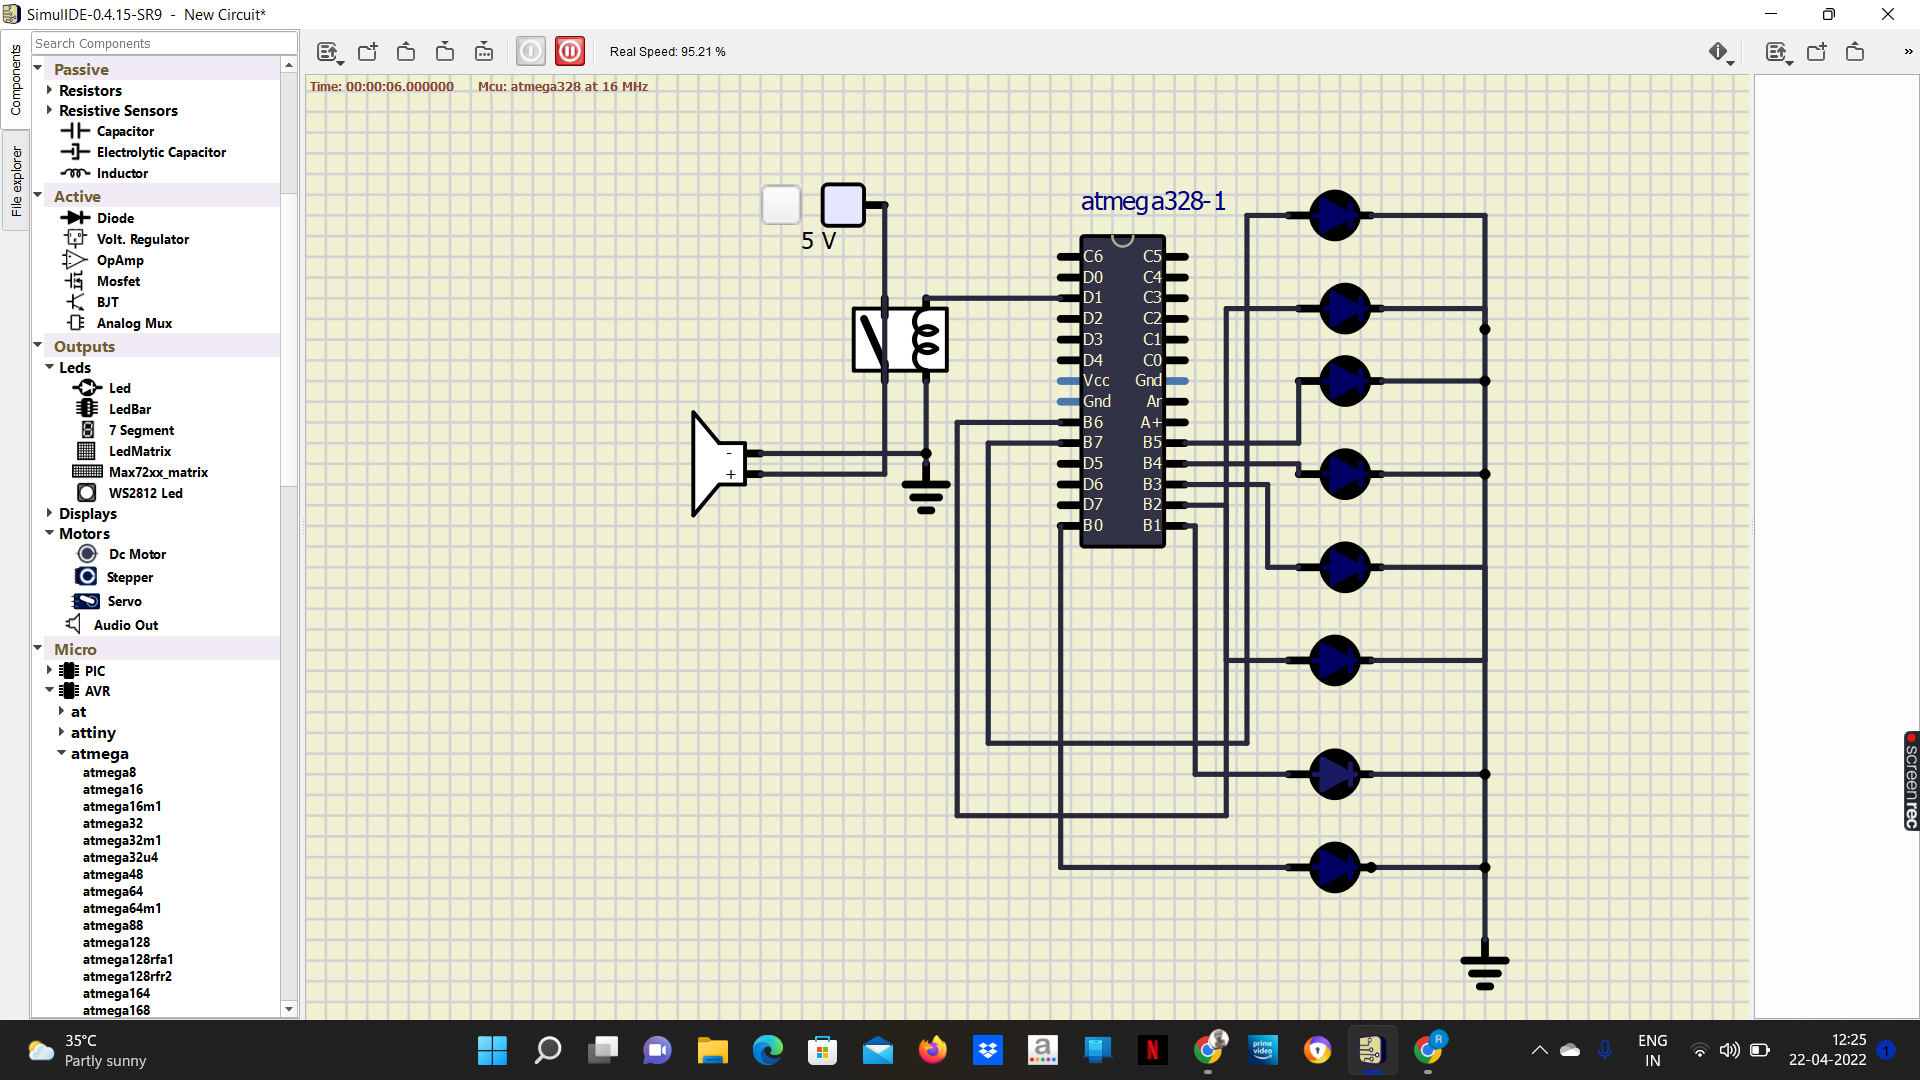 SimulIDE-0.4.15-SR9 - New Circuit*
Components
File explorer
Search Components
Passive
Resistors
Resistive Sensors
Capacitor
Electrolytic Capacitor
Inductor
Active
Diode
Volt. Regulator
OpAmp
Mosfet
BJT
Analog Mux
Outputs
Leds
Led
LedBar
7 Segment
LedMatrix
Max72xx_matrix
WS2812 Led
Displays
Motors
Dc Motor
Stepper
Servo
Audio Out
Micro
PIC
AVR
at
attiny
atmega
atmega8
atmega16
atmega16m1
atmega32
atmega32m1
atmega32u4
atmega48
atmega64
atmega64m1
atmega88
atmega128
atmega128rfa1
atmega128rfr2
atmega164
atmega168
Real Speed: 95.21 %
»
Time: 00:00:06.000000 Mcu: atmega328 at 16 MHz
5 V
- 
+
atmega328-1
C6 C5
D0 C4
D1 C3
D2 C2
D3 C1
D4 C0
Vcc Gnd
Gnd Ar
B6 A+
B7 B5
D5 B4
D6 B3
D7 B2
B0 B1
screenrec
35°C
Partly sunny
a
N
prime
video
R
ENG
IN
12:25
22-04-2022
1